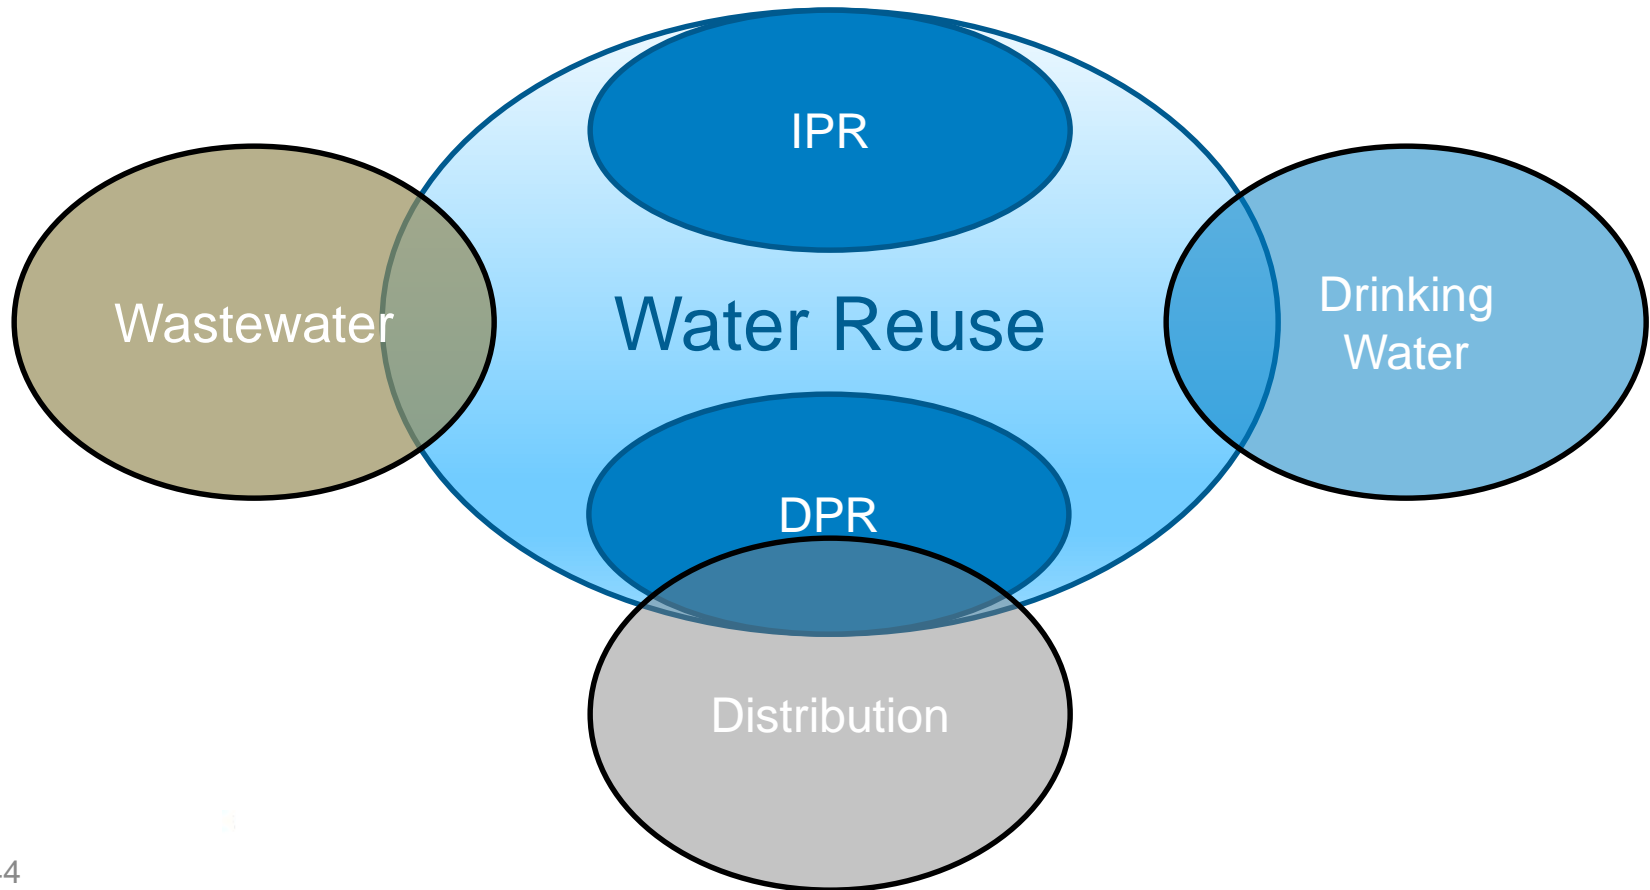 IPR
Wastewater
Water Reuse
Drinking
Water
DPR
Distribution